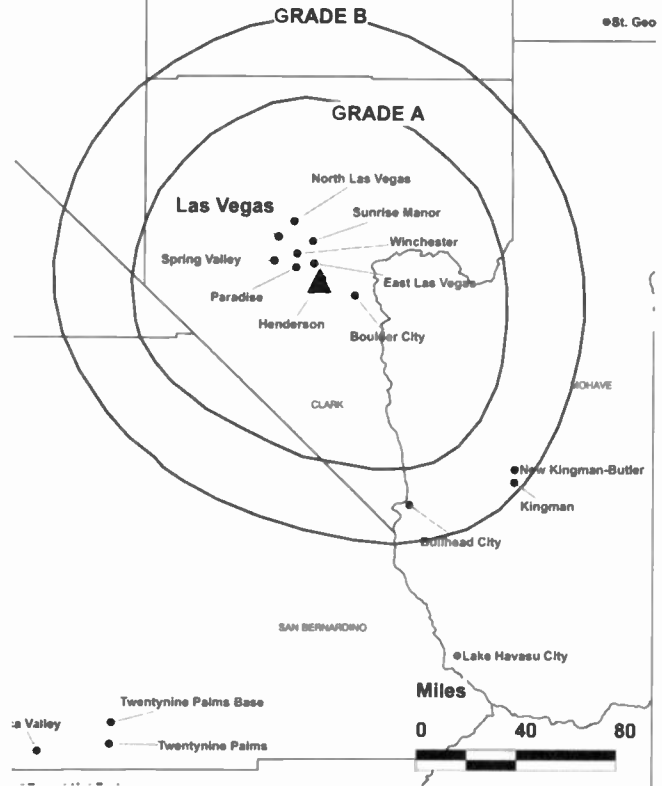 GRADE B
St. Geo
GRADE A
North Las Vegas
Las Vegas
Sunrise Manor
Winchester
Spring Valley
East Las Vegas
Paradise
Henderson
Boulder City
MOHAVE
CLARK
New Kingman-Butler
Kingman
Bullhead City
SAN BERNARDINO
Lake Havasu City
Miles
Twentynine Palms Base
a Valley
0 40 80
Twentynine Palms